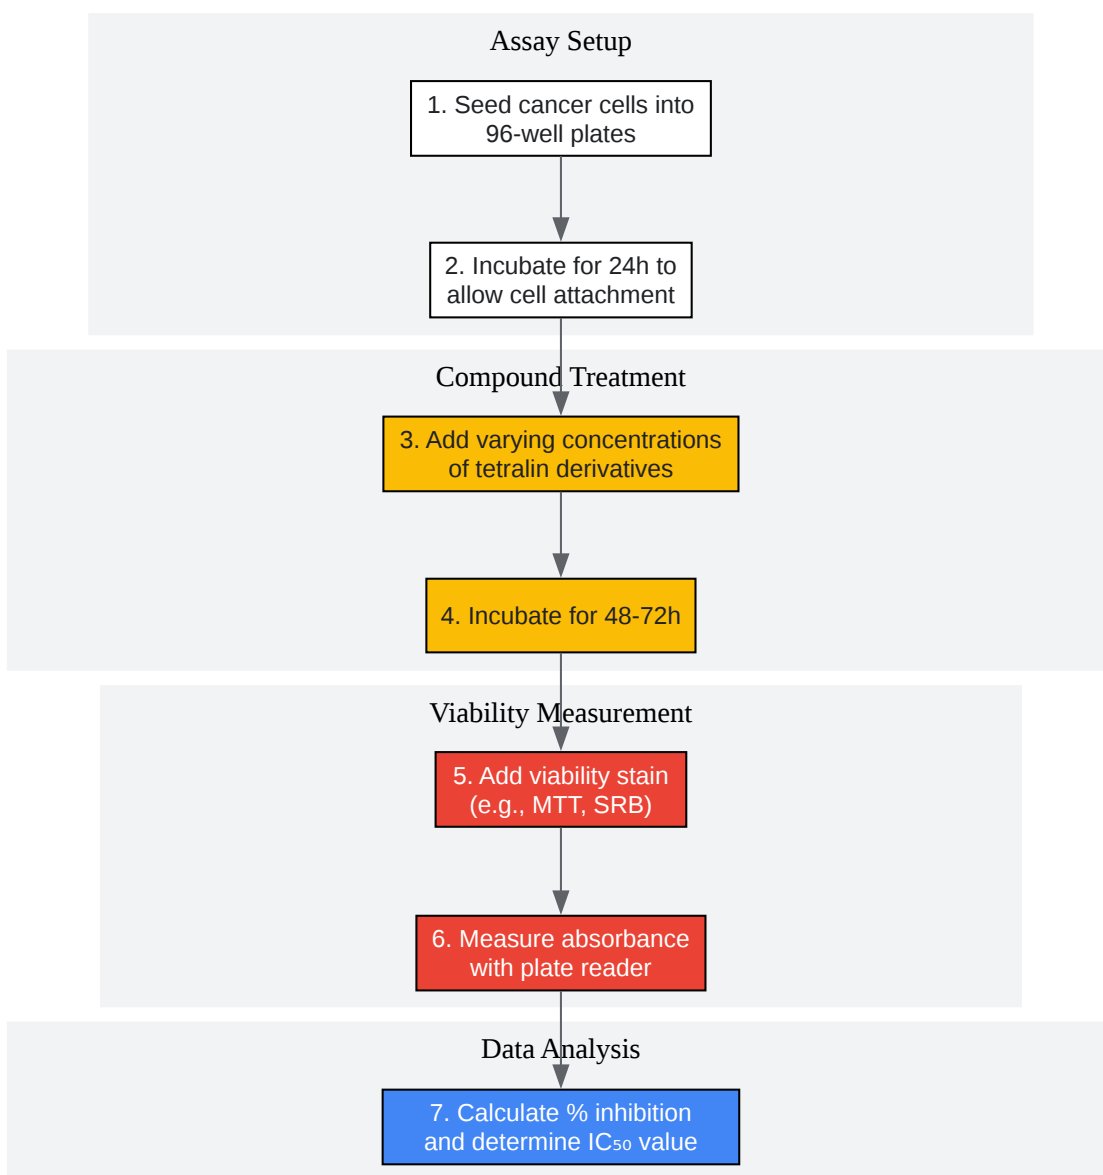 Assay Setup
1. Seed cancer cells into
96-well plates
2. Incubate for 24h to
allow cell attachment
Compound Treatment
3. Add varying concentrations
of tetralin derivatives
4. Incubate for 48-72h
Viability Measurement
5. Add viability stain
(e.g., MTT, SRB)
6. Measure absorbance
with plate reader
Data Analysis
7. Calculate % inhibition
and determine IC₅₀ value